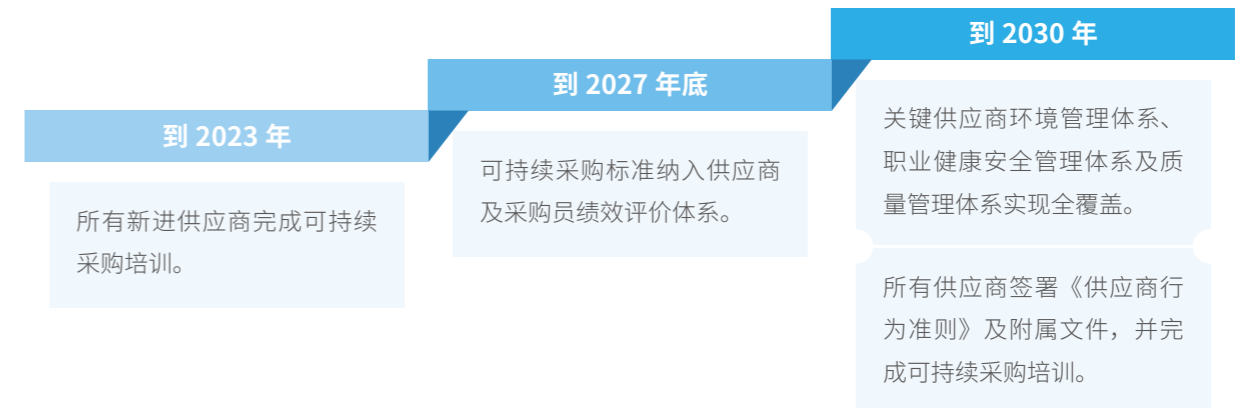 到 2023 年
所有新进供应商完成可持续
采购培训。
到 2027 年底
可持续采购标准纳入供应商
及采购员绩效评价体系。
到 2030 年
关键供应商环境管理体系、
职业健康安全管理体系及质
量管理体系实现全覆盖。
所有供应商签署《供应商行
为准则》及附属文件，并完
成可持续采购培训。